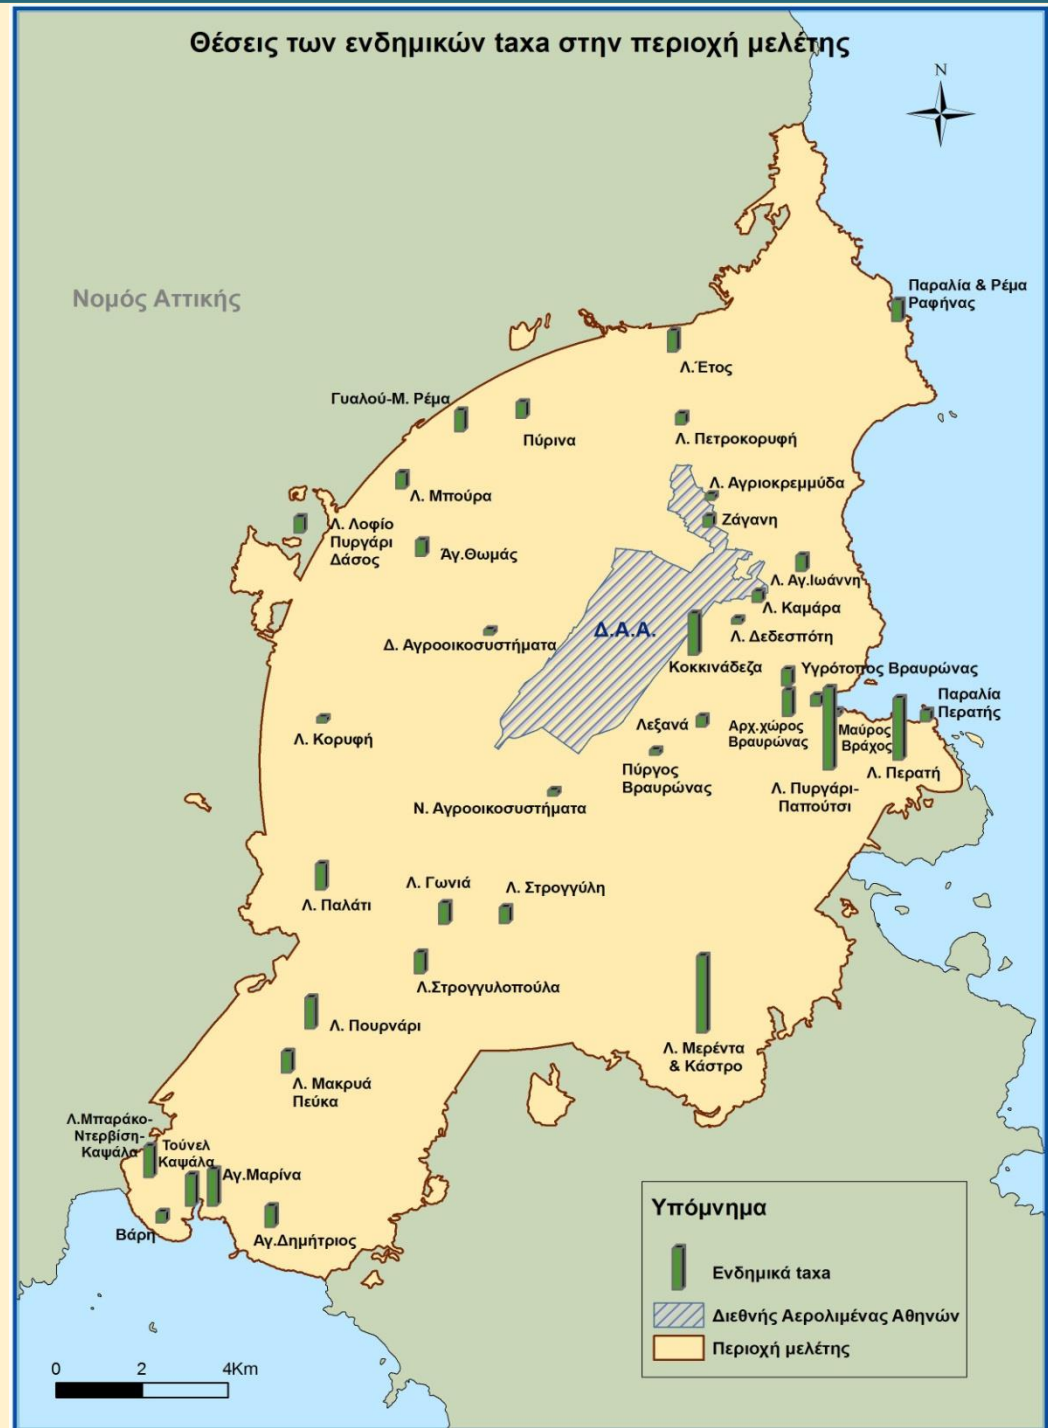 Θέσεις των ενδημικών taxa στην περιοχή μελέτης
N
Νομός Αττικής
Παραλία & Ρέμα
Ραφήνας
Λ.Έτος
Γυαλού-Μ. Ρέμα
Πύρινα
Λ. Πετροκορυφή
Λ. Μπούρα
Λ. Αγριοκρεμμύδα
Ζάγανη
Λ. Λοφίο
Πυργάρι
Δάσος
Άγ.Θωμάς
Λ. Αγ.Ιωάννη
Λ. Καμάρα
Λ. Δεδεσπότη
Δ.Α.Α.
Δ. Αγροοικοσυστήματα
Κοκκινάδεζα
Υγρότοπος Βραυρώνας
Παραλία
Περατής
Λ. Κορυφή
Λεξανά
Αρχ.χώρος
Βραυρώνας
Μαύρος
Βράχος
Λ. Περατή
Πύργος
Βραυρώνας
Λ. Πυργάρι-
Παπούτσι
Ν. Αγροοικοσυστήματα
Λ. Γωνιά
Λ. Στρογγύλη
Λ. Παλάτι
Λ.Στρογγυλοπούλα
Λ. Πουρνάρι
Λ. Μερέντα
& Κάστρο
Λ. Μακρυά
Πεύκα
Λ.Μπαράκο-
Ντερβίση-
Καψάλα
Τούνελ
Καψάλα
Αγ.Μαρίνα
Βάρη
Αγ.Δημήτριος
Υπόμνημα
Ενδημικά taxa
Διεθνής Αερολιμένας Αθηνών
Περιοχή μελέτης
0 2 4Km